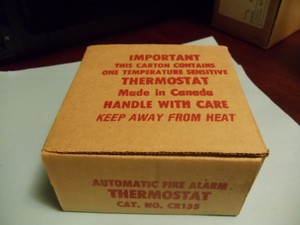 IMPORTANT
THIS CARTON CONTAINS
ONE TEMPERATURE SENSITIVE
THERMOSTAT
Made in Canada
HANDLE WITH CARE
KEEP AWAY FROM HEAT
AUTOMATIC FIRE ALARM
THERMOSTAT
CAT. NO. C8135